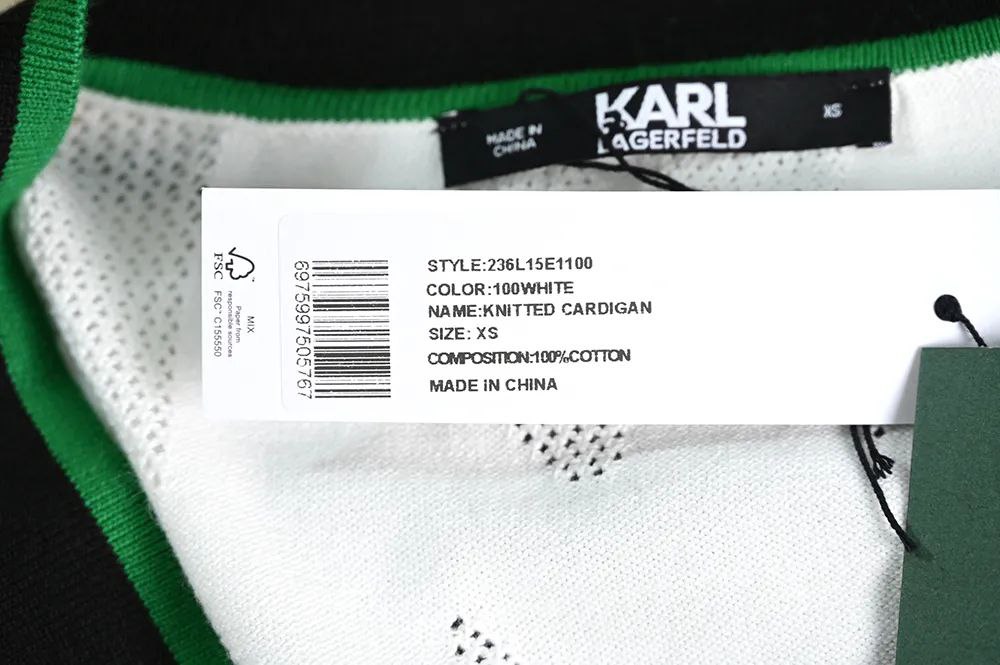 MADE IN
CHINA
KARL
LAGERFELD
XS
FSC
MIX
Paper from
responsible sources
FSC™ C155550
6975997505767
STYLE:236L15E1100
COLOR:100WHITE
NAME:KNITTED CARDIGAN
SIZE: XS
COMPOSITION:100%COTTON
MADE IN CHINA